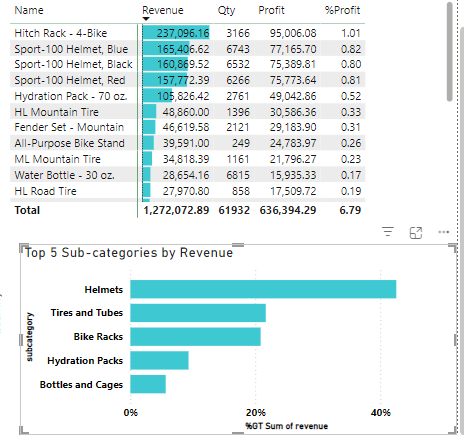 Name Revenue Qty Profit %Profit
Hitch Rack - 4-Bike 237,096.16 3166 95,006.08 1.01
Sport-100 Helmet, Blue 165,406.62 6743 77,165.70 0.82
Sport-100 Helmet, Black 160,869.52 6532 75,389.81 0.80
Sport-100 Helmet, Red 157,772.39 6266 75,773.64 0.81
Hydration Pack - 70 oz. 105,826.42 2761 49,042.86 0.52
HL Mountain Tire 48,860.00 1396 30,586.36 0.33
Fender Set - Mountain 46,619.58 2121 29,183.90 0.31
All-Purpose Bike Stand 39,591.00 249 24,783.97 0.26
ML Mountain Tire 34,818.39 1161 21,796.27 0.23
Water Bottle - 30 oz. 28,654.16 6815 15,935.33 0.17
HL Road Tire 27,970.80 858 17,509.72 0.19
Total 1,272,072.89 61932 636,394.29 6.79
Top 5 Sub-categories by Revenue
subcategory
Helmets
Tires and Tubes
Bike Racks
Hydration Packs
Bottles and Cages
0% 20% 40%
%GT Sum of revenue